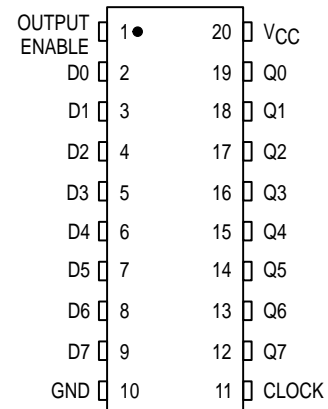 OUTPUT
ENABLE 1 20 VCC
D0 2 19 Q0
D1 3 18 Q1
D2 4 17 Q2
D3 5 16 Q3
D4 6 15 Q4
D5 7 14 Q5
D6 8 13 Q6
D7 9 12 Q7
GND 10 11 CLOCK